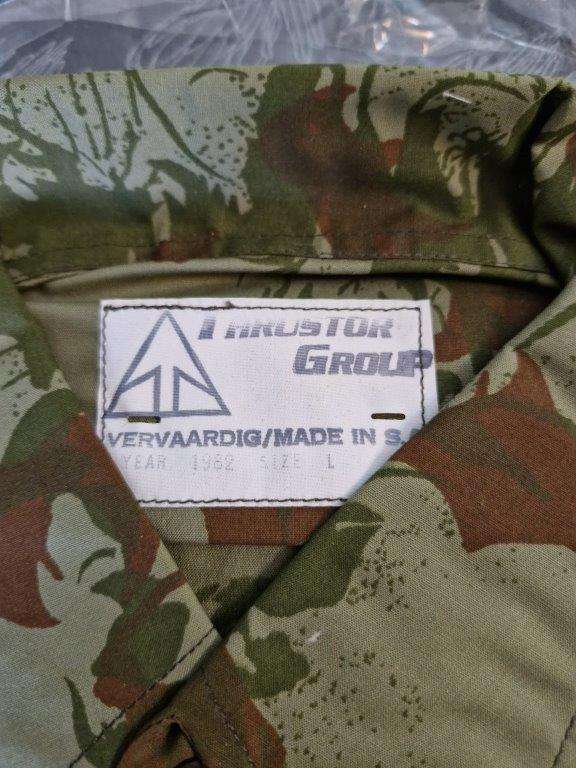 THRUSTOR
GROUP
VERVAARDIG/MADE IN S.
YEAR 1982 SIZE L